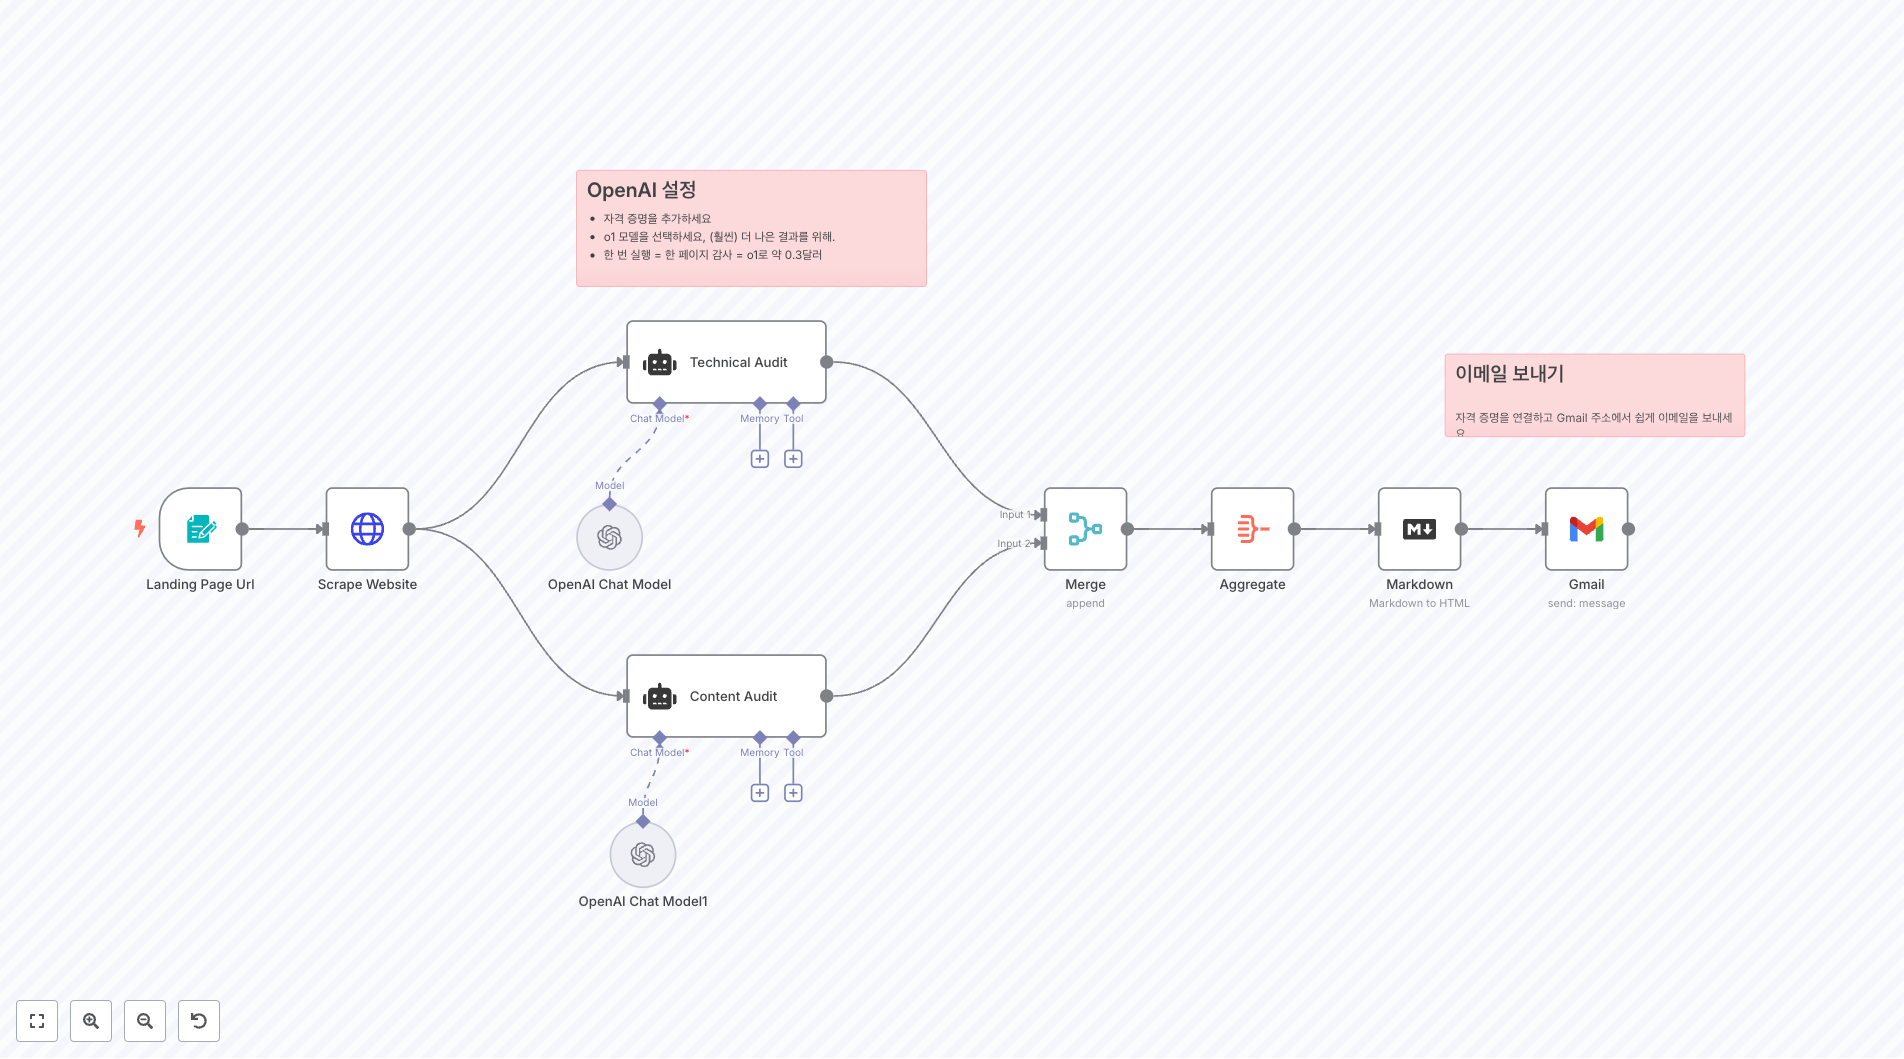 OpenAI 설정
자격 증명을 추가하세요
o1 모델을 선택하세요, (훨씬) 더 나은 결과를 위해.
한 번 실행 = 한 페이지 감사 = o1로 약 0.3달러
Technical Audit
Chat Model*
Memory
Tool
Model
OpenAI Chat Model
이메일 보내기
자격 증명을 연결하고 Gmail 주소에서 쉽게 이메일을 보내세
요
Landing Page Url
Scrape Website
Input 1
Input 2
Merge
append
Aggregate
M
Markdown
Markdown to HTML
Gmail
send: message
Content Audit
Chat Model*
Memory
Tool
Model
OpenAI Chat Model1